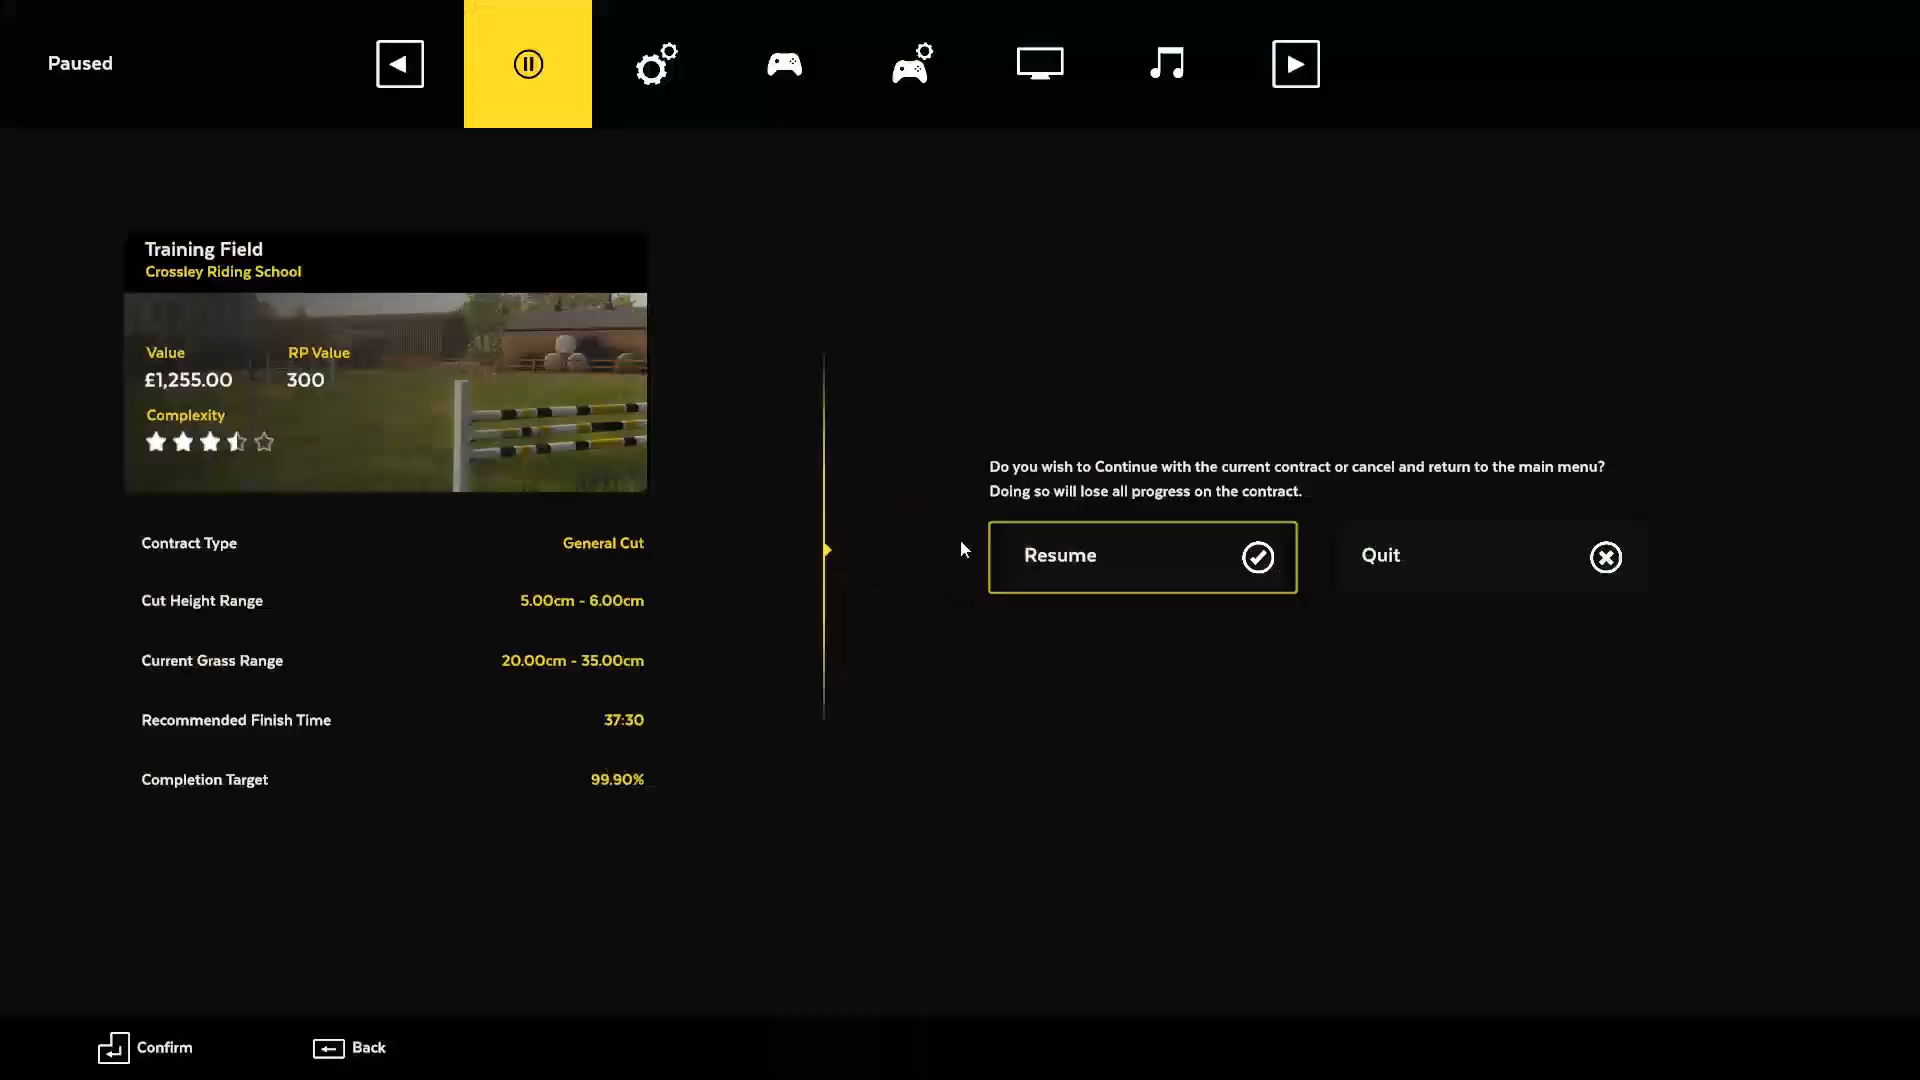 Paused
Training Field
Crossley Riding School
Value
RP Value
£1,255.00
300
Complexity
Contract Type
General Cut
Cut Height Range
5.00cm - 6.00cm
Current Grass Range
20.00cm - 35.00cm
Recommended Finish Time
37:30
Completion Target
99.90%
Do you wish to Continue with the current contract or cancel and return to the main menu?
Doing so will lose all progress on the contract.
Resume
Quit
Confirm
Back